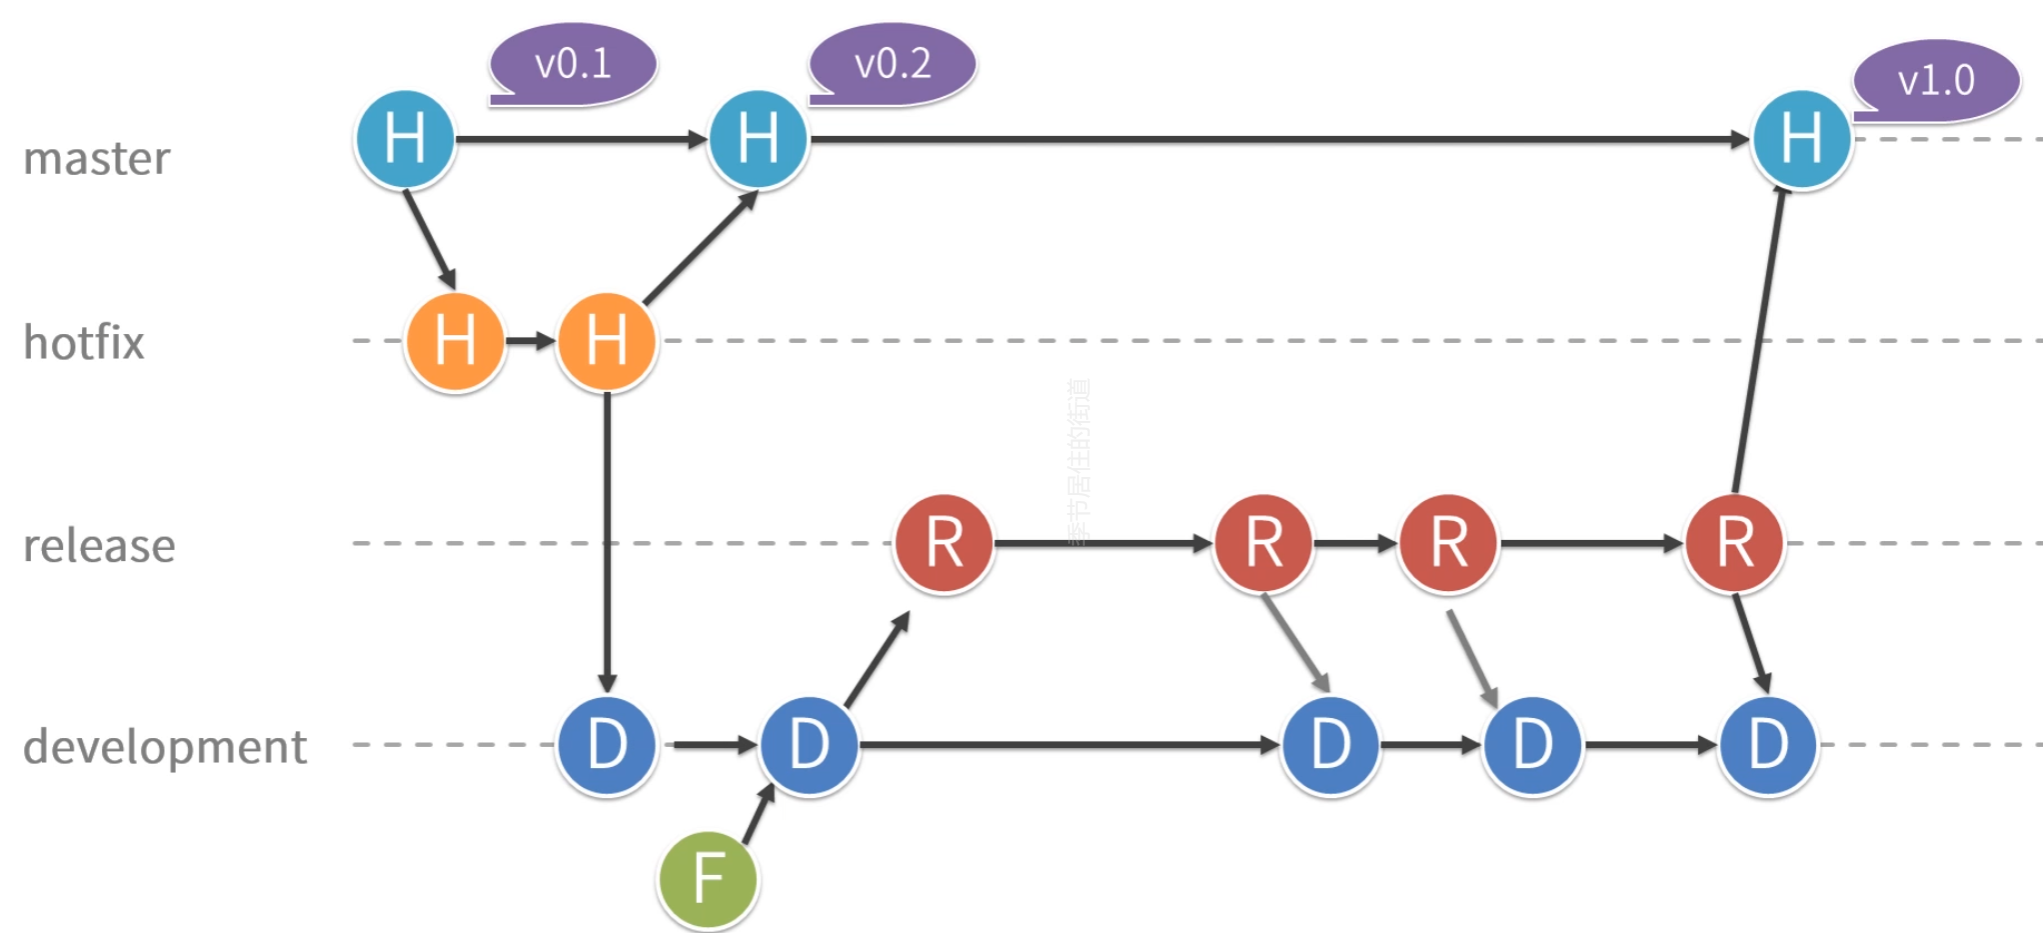 v0.1
v0.2
v1.0
master
H
H
H
hotfix
H
H
季节居住的街道
release
R
R
R
R
development
D
D
D
D
D
F